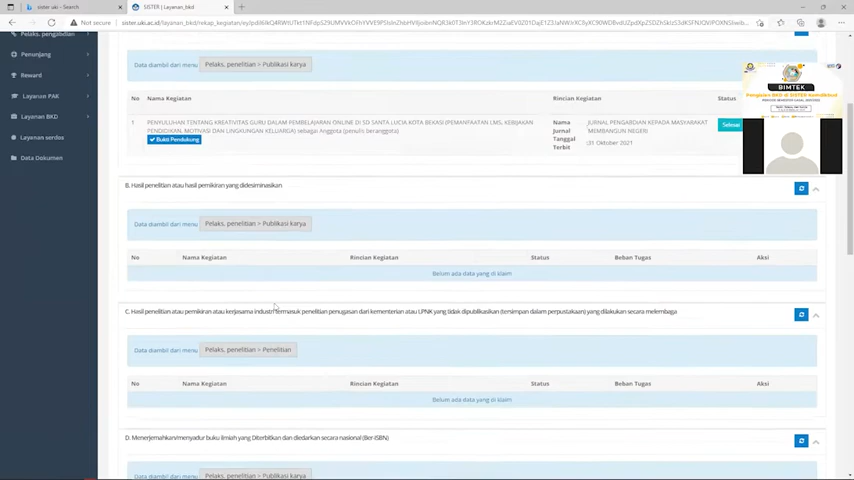 sister uki - Search
SISTER | Layanan_bkd
Not secure
Pelaks. pengabdian
Penunjang
Reward
Layanan PAK
Layanan BKD
Layanan serdos
Data Dokumen
Data diambil dari menu Pelaks. penelitian > Publikasi karya
No Nama Kegiatan Rincian Kegiatan Status
1 PENYULUHAN TENTANG KREATIVITAS GURU DALAM PEMBELAJARAN ONLINE DI SD SANTA LUCIA KOTA BEKASI (PEMANFAATAN LMS, KEBIJAKAN
PENDIDIKAN, MOTIVASI DAN LINGKUNGAN KELUARGA) sebagai Anggota (penulis beranggota)
Bukti Pendukung
Nama Jurnal
JURNAL PENGABDIAN KEPADA MASYARAKAT MEMBANGUN NEGERI
Tanggal Terbit
:31 Oktober 2021
Selesai
BIMTEK
Pengisian BKD di SISTER Kemdikbud
B. Hasil penelitian atau hasil pemikiran yang didesiminasikan
Data diambil dari menu Pelaks. penelitian > Publikasi karya
No Nama Kegiatan Rincian Kegiatan Status Beban Tugas Aksi
Belum ada data yang di klaim
C. Hasil penelitian atau pemikiran atau kerjasama industri termasuk penelitian penugasan dari kementerian atau LPNK yang tidak dipublikasikan (tersimpan dalam perpustakaan) yang dilakukan secara melembaga
Data diambil dari menu Pelaks. penelitian > Penelitian
No Nama Kegiatan Rincian Kegiatan Status Beban Tugas Aksi
Belum ada data yang di klaim
D. Menerjemahkan/menyadur buku ilmiah yang Diterbitkan dan diedarkan secara nasional (Ber-ISBN)
Data diambil dari menu Pelaks. penelitian > Publikasi karya